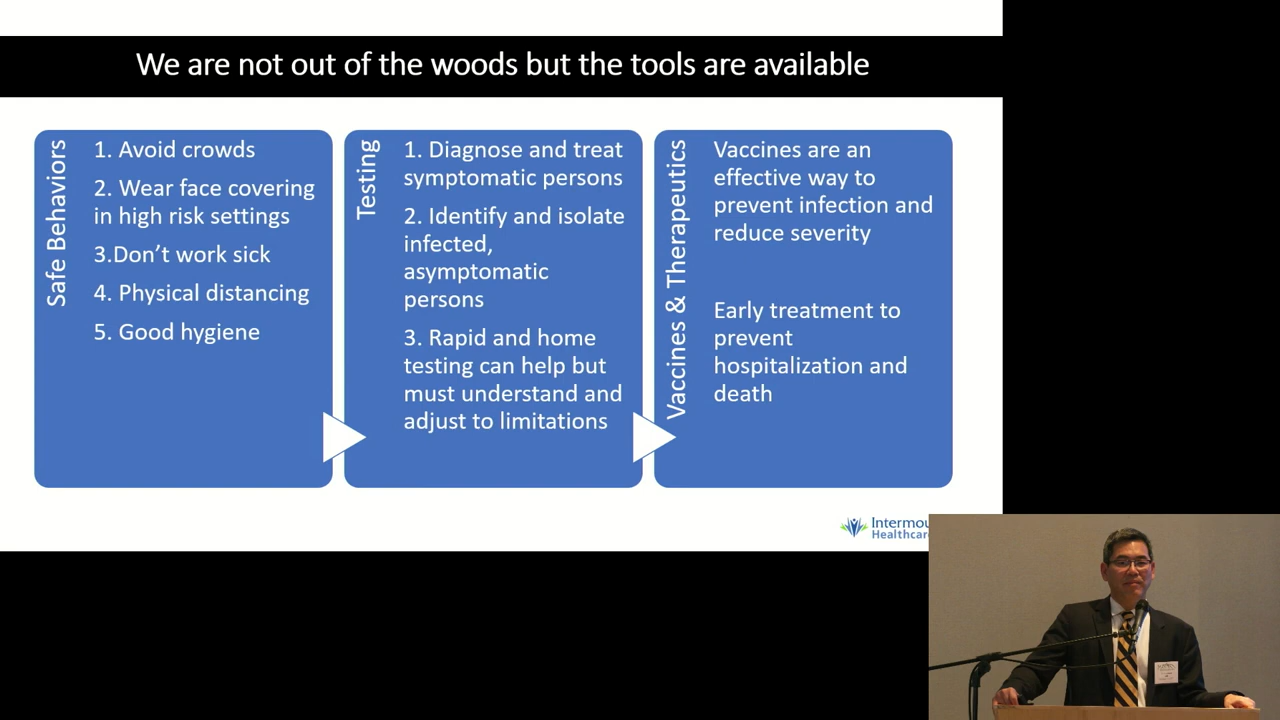 We are not out of the woods but the tools are available
Safe Behaviors
1. Avoid crowds
2. Wear face covering
in high risk settings
3.Don't work sick
4. Physical distancing
5. Good hygiene
Testing
1. Diagnose and treat
symptomatic persons
2. Identify and isolate
infected,
asymptomatic
persons
3. Rapid and home
testing can help but
must understand and
adjust to limitations
Vaccines & Therapeutics
Vaccines are an
effective way to
prevent infection and
reduce severity
Early treatment to
prevent
hospitalization and
death
Intermou
Healthcare